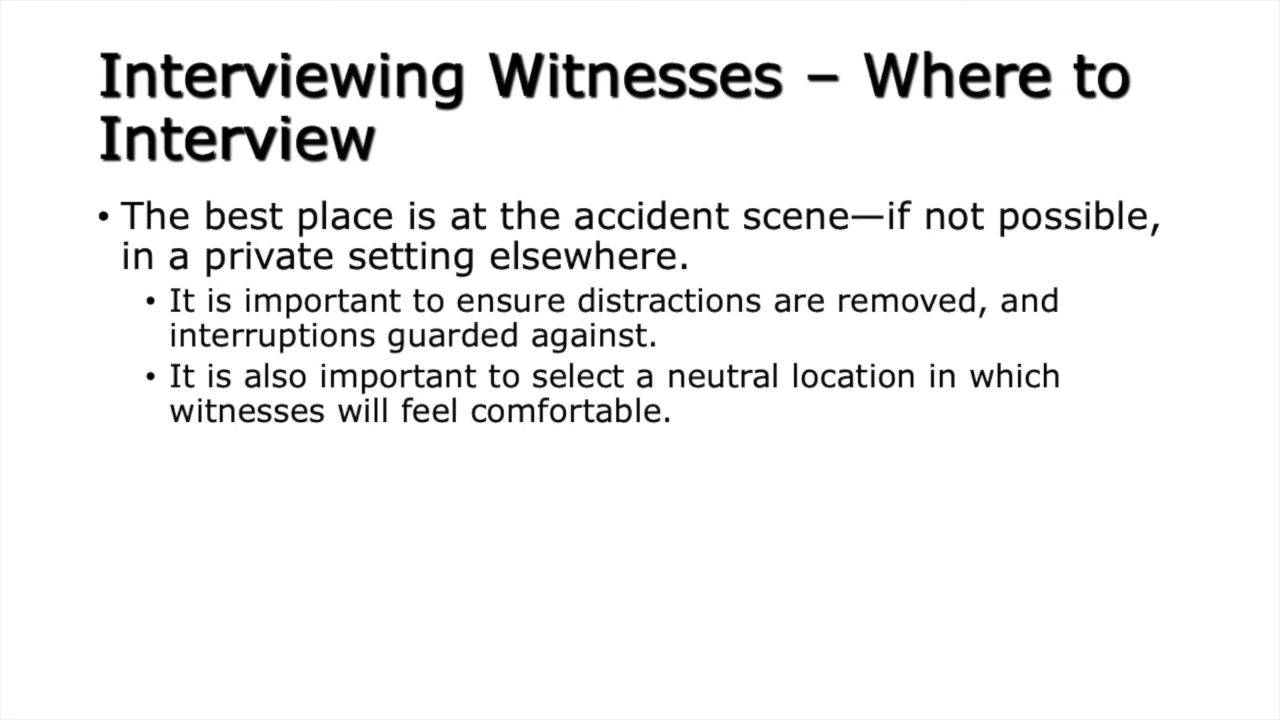 Interviewing Witnesses – Where to
Interview
• The best place is at the accident scene—if not possible,
in a private setting elsewhere.
• It is important to ensure distractions are removed, and
interruptions guarded against.
• It is also important to select a neutral location in which
witnesses will feel comfortable.